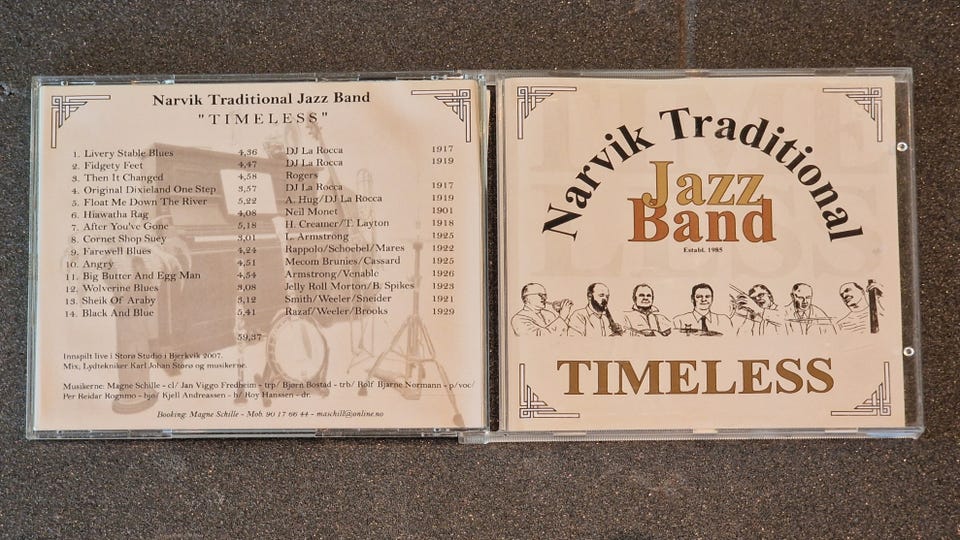 Narvik Traditional Jazz Band
"TIMELESS"
1. Livery Stable Blues 4,36 DJ La Rocca 1917
2. Fidgety Feet 4,47 DJ La Rocca 1919
3. Then It Changed 4,58 Rogers
4. Original Dixieland One Step 3,57 DJ La Rocca 1917
5. Float Me Down The River 5,22 A. Hug/DJ La Rocca 1919
6. Hiawatha Rag 4,08 Neil Monet 1901
7. After You've Gone 5,18 H. Creamer/T. Layton 1918
8. Cornet Shop Suey 3,01 L. Armstrong 1925
9. Farewell Blues 4,24 Rappolo/Schoebel/Mares 1922
10. Angry 4,51 Mecom Brunies/Cassard 1925
11. Big Butter And Egg Man 4,54 Armstrong/Venable 1926
12. Wolverine Blues 3,08 Jelly Roll Morton/B. Spikes 1923
13. Sheik Of Araby 3,12 Smith/Weeler/Sneider 1921
14. Black And Blue 5,41 Razaf/Weeler/Brooks 1929
59,37
Innspilt live i Storø Studio i Bjerkvik 2007.
Mix; Lydtekniker Karl Johan Storø og musikerne.
Musikerne: Magne Schille - cl/ Jan Viggo Fredheim - trp/ Bjørn Bostad - trb/ Rolf Bjarne Normann - p/voc/
Per Reidar Rognmo - bjo/ Kjell Andreassen - b/ Roy Hanssen - dr.
Booking: Magne Schille - Mob. 90 17 66 44 - maschill@online.no
Narvik Traditional
Jazz
Band
Establ. 1985
TIMELESS